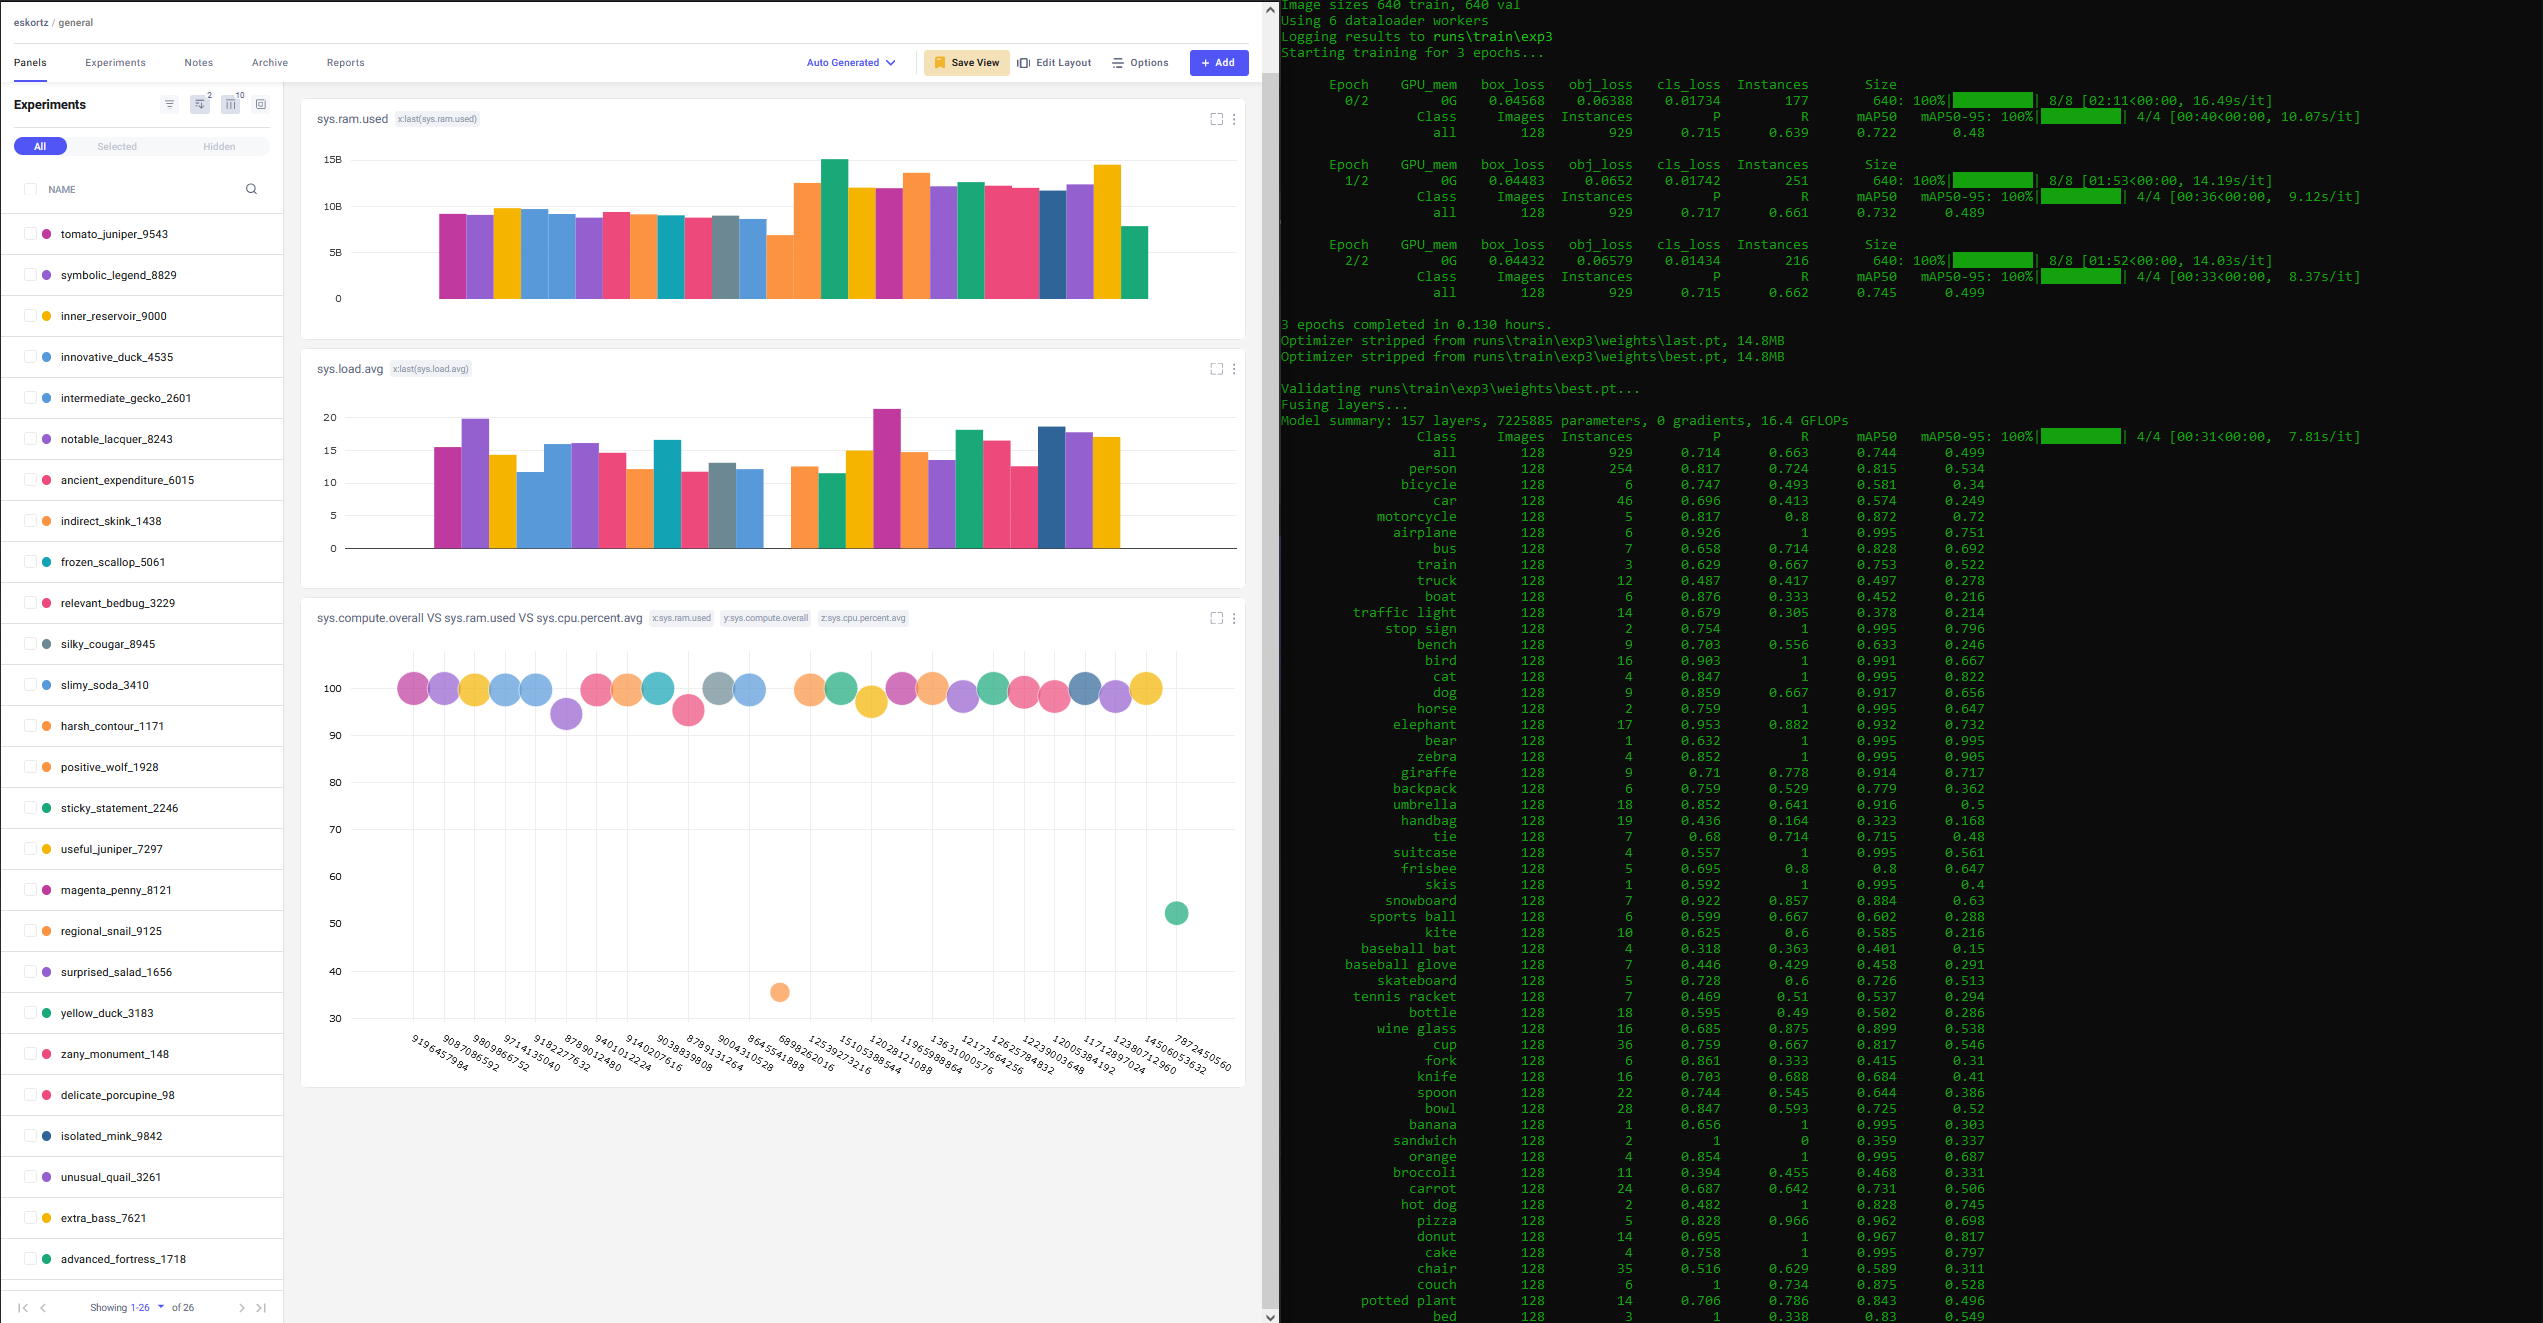 eskortz / general
Panels Experiments Notes Archive Reports
Auto Generated Save View Edit Layout Options + Add
Experiments 2 10
All Selected Hidden
NAME
tomato_juniper_9543
symbolic_legend_8829
inner_reservoir_9000
innovative_duck_4535
intermediate_gecko_2601
notable_lacquer_8243
ancient_expenditure_6015
indirect_skink_1438
frozen_scallop_5061
relevant_bedbug_3229
silky_cougar_8945
slimy_soda_3410
harsh_contour_1171
positive_wolf_1928
sticky_statement_2246
useful_juniper_7297
magenta_penny_8121
regional_snail_9125
surprised_salad_1656
yellow_duck_3183
zany_monument_148
delicate_porcupine_98
isolated_mink_9842
unusual_quail_3261
extra_bass_7621
advanced_fortress_1718
Showing 1-26 of 26
sys.ram.used x:last(sys.ram.used)
15B
10B
5B
0
sys.load.avg x:last(sys.load.avg)
20
15
10
5
0
sys.compute.overall VS sys.ram.used VS sys.cpu.percent.avg x:sys.ram.used y:sys.compute.overall z:sys.cpu.percent.avg
100
90
80
70
60
50
40
30
9196457984
9087086592
9809866752
9714135040
9182277632
8789012480
9401012224
9140207616
9038839808
8789131264
9004310528
8645541888
6898262016
12539273216
15105388544
12028121088
11965988864
13631000576
12173664256
12625784832
12239003648
12005384192
11712897024
12380712960
14506053632
7872450560
Image sizes 640 train, 640 val
Using 6 dataloader workers
Logging results to runs\train\exp3
Starting training for 3 epochs...
Epoch GPU_mem box_loss obj_loss cls_loss Instances Size
0/2 0G 0.04568 0.06388 0.01734 177 640: 100%| | 8/8 [02:11<00:00, 16.49s/it]
Class Images Instances P R mAP50 mAP50-95: 100%| | 4/4 [00:40<00:00, 10.07s/it]
all 128 929 0.715 0.639 0.722 0.48
Epoch GPU_mem box_loss obj_loss cls_loss Instances Size
1/2 0G 0.04483 0.0652 0.01742 251 640: 100%| | 8/8 [01:53<00:00, 14.19s/it]
Class Images Instances P R mAP50 mAP50-95: 100%| | 4/4 [00:36<00:00, 9.12s/it]
all 128 929 0.717 0.661 0.732 0.489
Epoch GPU_mem box_loss obj_loss cls_loss Instances Size
2/2 0G 0.04432 0.06579 0.01434 216 640: 100%| | 8/8 [01:52<00:00, 14.03s/it]
Class Images Instances P R mAP50 mAP50-95: 100%| | 4/4 [00:33<00:00, 8.37s/it]
all 128 929 0.715 0.662 0.745 0.499
3 epochs completed in 0.130 hours.
Optimizer stripped from runs\train\exp3\weights\last.pt, 14.8MB
Optimizer stripped from runs\train\exp3\weights\best.pt, 14.8MB
Validating runs\train\exp3\weights\best.pt...
Fusing layers...
Model summary: 157 layers, 7225885 parameters, 0 gradients, 16.4 GFLOPs
Class Images Instances P R mAP50 mAP50-95: 100%| | 4/4 [00:31<00:00, 7.81s/it]
all 128 929 0.714 0.663 0.744 0.499
person 128 254 0.817 0.724 0.815 0.534
bicycle 128 6 0.747 0.493 0.581 0.34
car 128 46 0.696 0.413 0.574 0.249
motorcycle 128 5 0.817 0.8 0.872 0.72
airplane 128 6 0.926 1 0.995 0.751
bus 128 7 0.658 0.714 0.828 0.692
train 128 3 0.629 0.667 0.753 0.522
truck 128 12 0.487 0.417 0.497 0.278
boat 128 6 0.876 0.333 0.452 0.216
traffic light 128 14 0.679 0.305 0.378 0.214
stop sign 128 2 0.754 1 0.995 0.796
bench 128 9 0.703 0.556 0.633 0.246
bird 128 16 0.903 1 0.991 0.667
cat 128 4 0.847 1 0.995 0.822
dog 128 9 0.859 0.667 0.917 0.656
horse 128 2 0.759 1 0.995 0.647
elephant 128 17 0.953 0.882 0.932 0.732
bear 128 1 0.632 1 0.995 0.995
zebra 128 4 0.852 1 0.995 0.905
giraffe 128 9 0.71 0.778 0.914 0.717
backpack 128 6 0.759 0.529 0.779 0.362
umbrella 128 18 0.852 0.641 0.916 0.5
handbag 128 19 0.436 0.164 0.323 0.168
tie 128 7 0.68 0.714 0.715 0.48
suitcase 128 4 0.557 1 0.995 0.561
frisbee 128 5 0.695 0.8 0.8 0.647
skis 128 1 0.592 1 0.995 0.4
snowboard 128 7 0.922 0.857 0.884 0.63
sports ball 128 6 0.599 0.667 0.602 0.288
kite 128 10 0.625 0.6 0.585 0.216
baseball bat 128 4 0.318 0.363 0.401 0.15
baseball glove 128 7 0.446 0.429 0.458 0.291
skateboard 128 5 0.728 0.6 0.726 0.513
tennis racket 128 7 0.469 0.51 0.537 0.294
bottle 128 18 0.595 0.49 0.502 0.286
wine glass 128 16 0.685 0.875 0.899 0.538
cup 128 36 0.759 0.667 0.817 0.546
fork 128 6 0.861 0.333 0.415 0.31
knife 128 16 0.703 0.688 0.684 0.41
spoon 128 22 0.744 0.545 0.644 0.386
bowl 128 28 0.847 0.593 0.725 0.52
banana 128 1 0.656 1 0.995 0.303
sandwich 128 2 1 0 0.359 0.337
orange 128 4 0.854 1 0.995 0.687
broccoli 128 11 0.394 0.455 0.468 0.331
carrot 128 24 0.687 0.642 0.731 0.506
hot dog 128 2 0.482 1 0.828 0.745
pizza 128 5 0.828 0.966 0.962 0.698
donut 128 14 0.695 1 0.967 0.817
cake 128 4 0.758 1 0.995 0.797
chair 128 35 0.516 0.629 0.589 0.311
couch 128 6 1 0.734 0.875 0.528
potted plant 128 14 0.706 0.786 0.843 0.496
bed 128 3 1 0.338 0.83 0.549